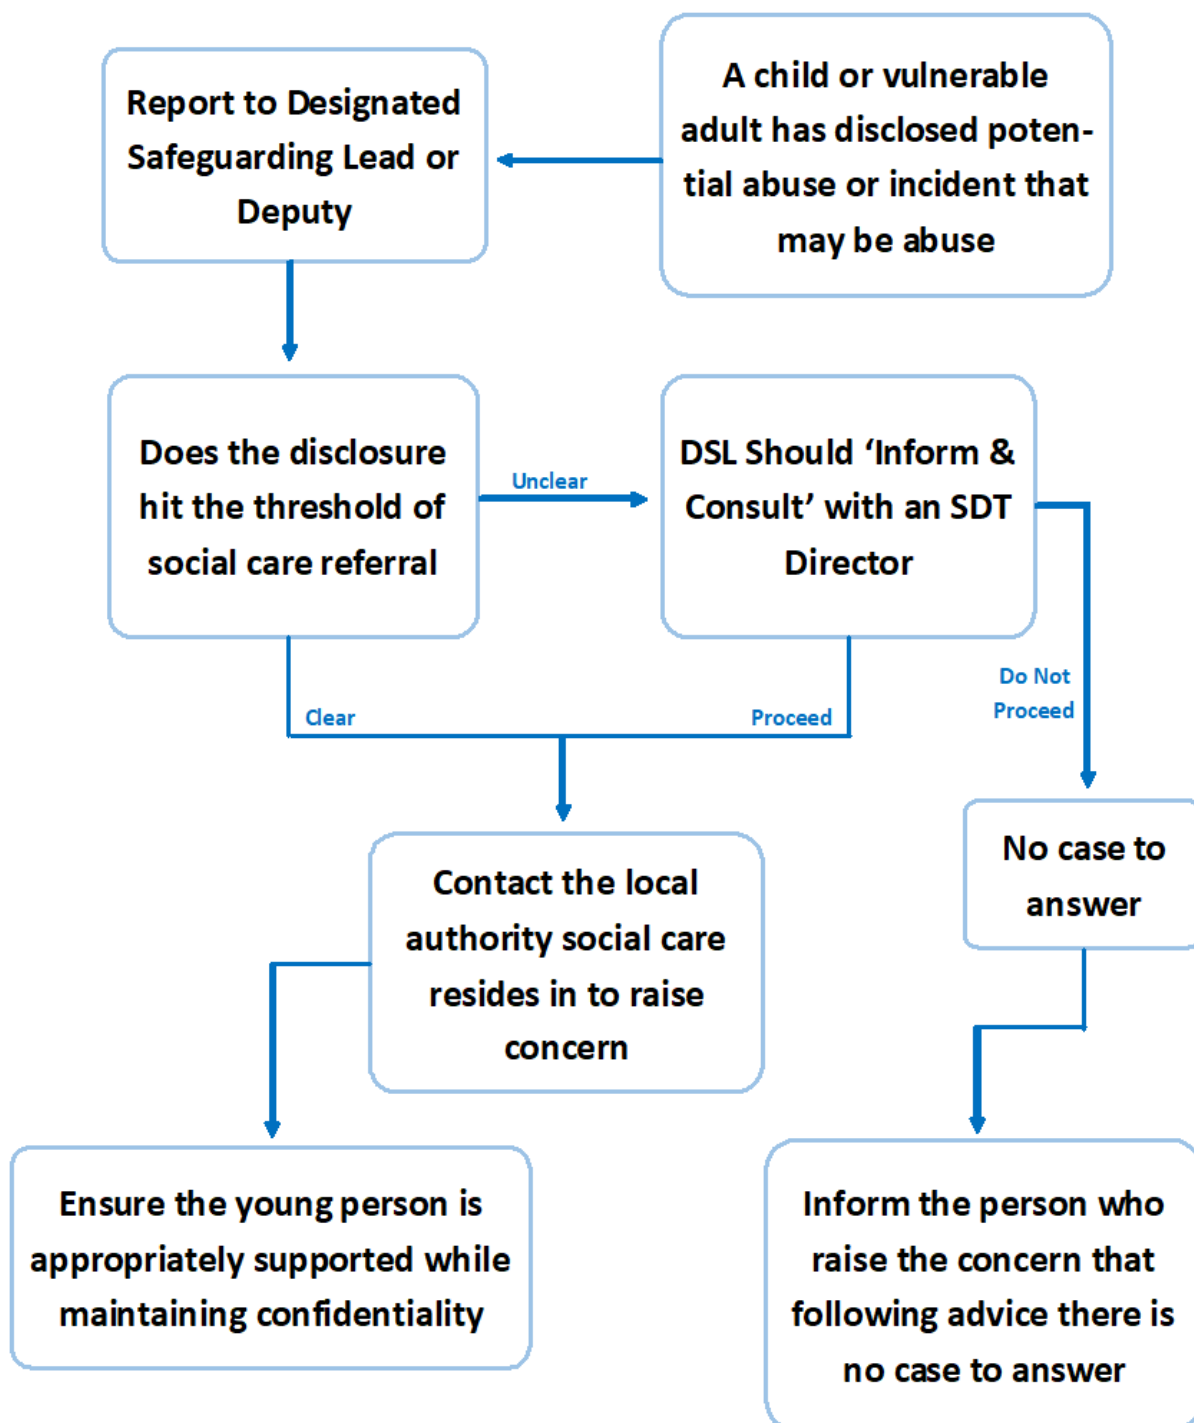 A child or vulnerable
adult has disclosed poten-
tial abuse or incident that
may be abuse
Report to Designated
Safeguarding Lead or
Deputy
Does the disclosure
hit the threshold of
social care referral
Unclear
DSL Should ‘Inform &
Consult’ with an SDT
Director
Clear
Proceed
Do Not
Proceed
Contact the local
authority social care
resides in to raise
concern
No case to
answer
Ensure the young person is
appropriately supported while
maintaining confidentiality
Inform the person who
raise the concern that
following advice there is
no case to answer